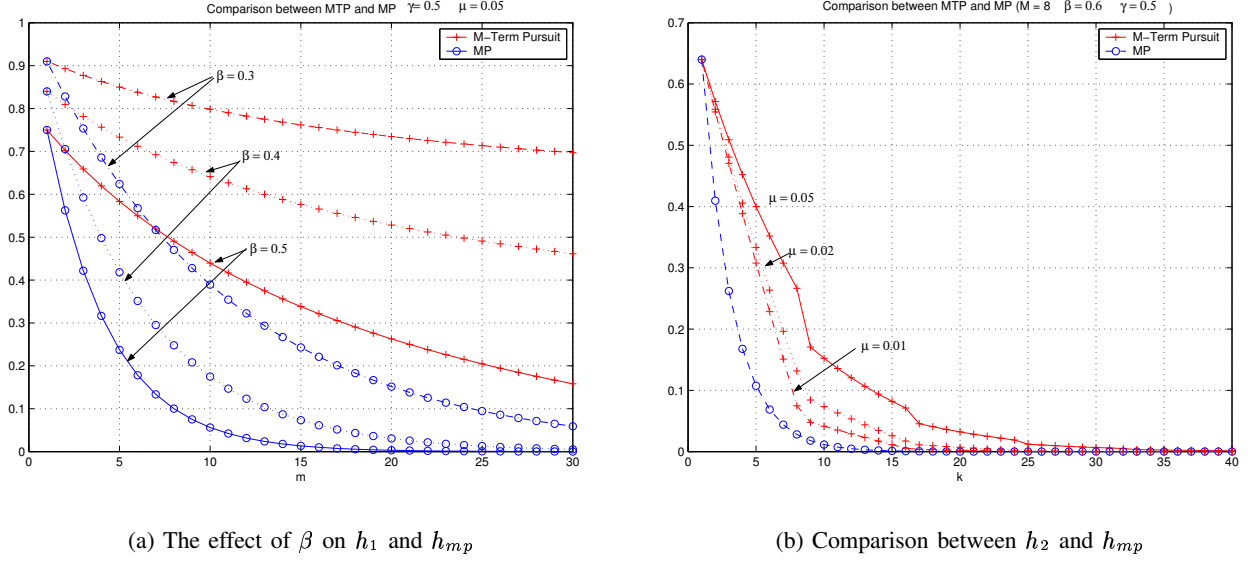 Comparison between MTP and MP γ=0.5 μ = 0.05
M−Term Pursuit
MP
1
0.9
0.8
0.7
0.6
0.5
0.4
0.3
0.2
0.1
0
β = 0.3
β = 0.4
β = 0.5
0 5 10 15 20 25 30
m
(a) The effect of β on h1 and hmp
Comparison between MTP and MP (M = 8 β = 0.6 γ = 0.5 )
M−Term Pursuit
MP
0.7
0.6
0.5
0.4
0.3
0.2
0.1
0
μ = 0.05
μ = 0.02
μ = 0.01
0 5 10 15 20 25 30 35 40
k
(b) Comparison between h2 and hmp